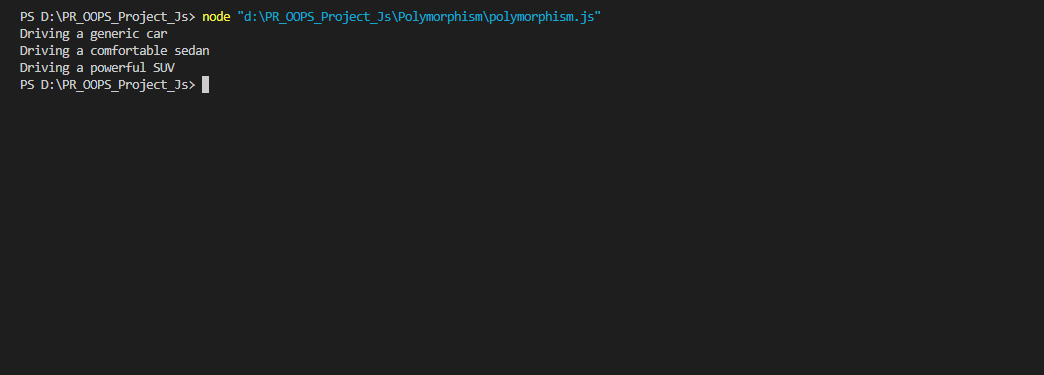 PS D:\PR_OOPS_Project_Js> node "d:\PR_OOPS_Project_Js\Polymorphism\polymorphism.js"
Driving a generic car
Driving a comfortable sedan
Driving a powerful SUV
PS D:\PR_OOPS_Project_Js>